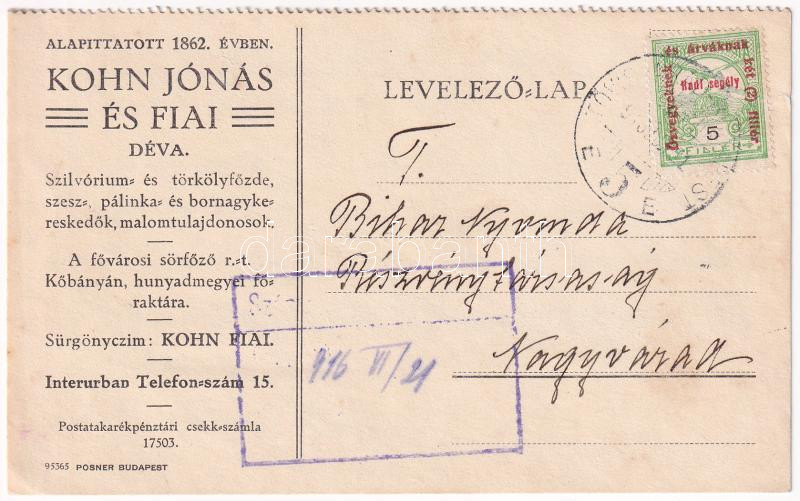 ALAPITTATOTT 1862. ÉVBEN.
KOHN JÓNÁS
ÉS FIAI
DÉVA.
Szilvórium= és törkölyfőzde,
szesz=, pálinka= és bornagyke=
reskedők, malomtulajdonosok.
A fővárosi sörfőző r.=t.
Kőbányán, hunyadmegyei fő=
raktára.
Sürgönyczim: KOHN FIAI.
Interurban Telefon=szám 15.
Postatakarékpénztári csekk=számla
17503.
95365 POSNER BUDAPEST
LEVELEZŐ=LAP
Özvegyeknek és árváknak két (2) fillér
Hadi segély
5
FILLÉR
T.
Bihar Nyomda
Részvénytársaság
Nagyvárad
916 VI/21
darabanth